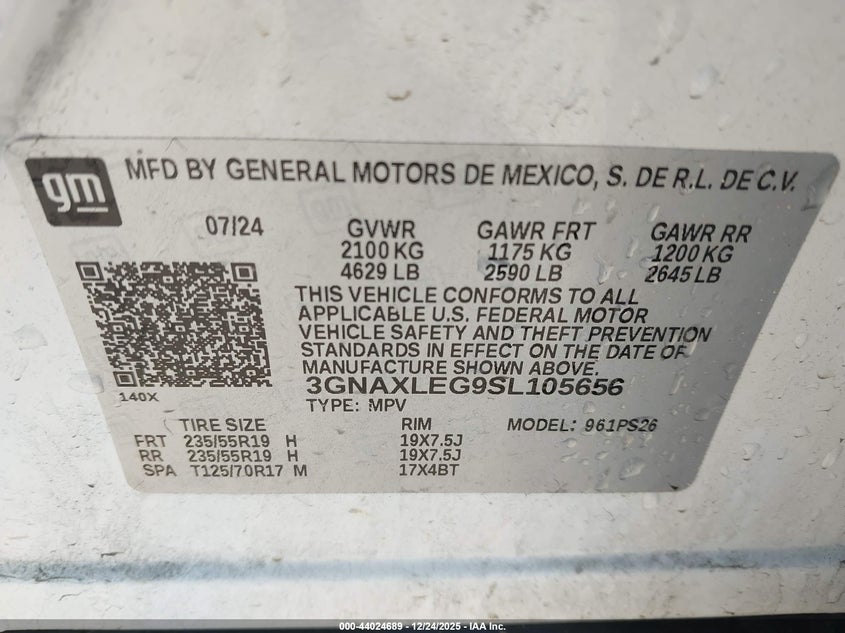 gm
MFD BY GENERAL MOTORS DE MEXICO, S. DE R.L. DE C.V.
07/24 GVWR GAWR FRT GAWR RR
2100 KG 1175 KG 1200 KG
4629 LB 2590 LB 2645 LB
THIS VEHICLE CONFORMS TO ALL
APPLICABLE U.S. FEDERAL MOTOR
VEHICLE SAFETY AND THEFT PREVENTION
STANDARDS IN EFFECT ON THE DATE OF
MANUFACTURE SHOWN ABOVE.
3GNAXLEG9SL105656
140X
TYPE: MPV
TIRE SIZE RIM MODEL: 961PS26
FRT 235/55R19 H 19X7.5J
RR 235/55R19 H 19X7.5J
SPA T125/70R17 M 17X4BT
000-44024689 - 12/24/2025 - IAA Inc.